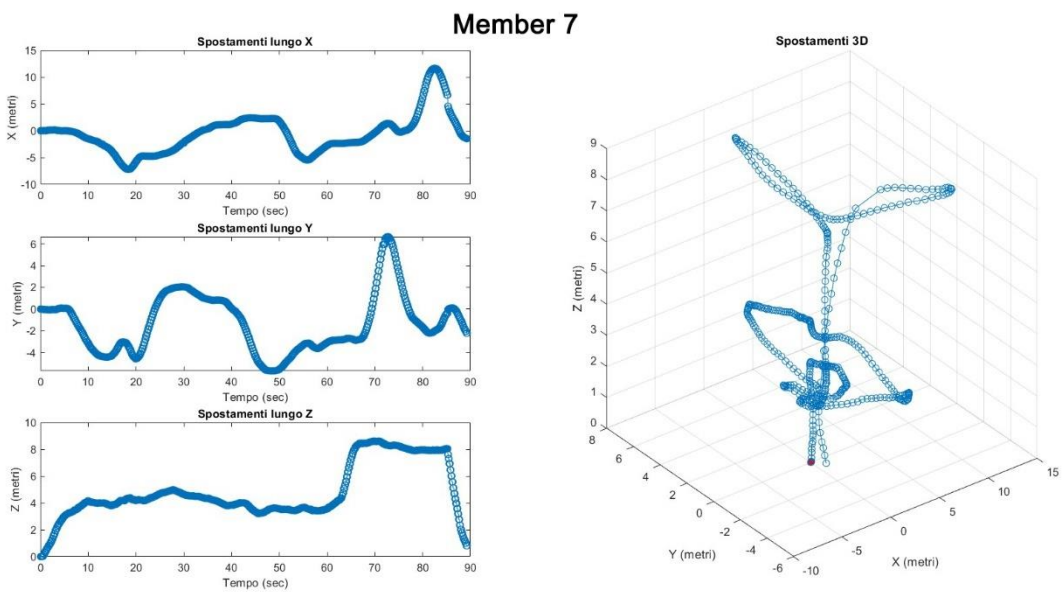 Member 7
Spostamenti lungo X
15
10
5
0
-5
-10
X (metri)
0 10 20 30 40 50 60 70 80 90
Tempo (sec)
Spostamenti lungo Y
6
4
2
0
-2
-4
Y (metri)
0 10 20 30 40 50 60 70 80 90
Tempo (sec)
Spostamenti lungo Z
10
8
6
4
2
0
Z (metri)
0 10 20 30 40 50 60 70 80 90
Tempo (sec)
Spostamenti 3D
9
8
7
6
5
4
3
2
1
0
Z (metri)
8
6
4
2
0
-2
-4
-6
Y (metri)
-10
-5
0
5
10
15
X (metri)